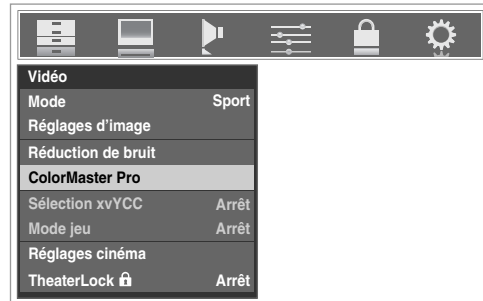 Vidéo
Mode Sport
Réglages d'image
Réduction de bruit
ColorMaster Pro
Sélection xvYCC Arrêt
Mode jeu Arrêt
Réglages cinéma
TheaterLock Arrêt